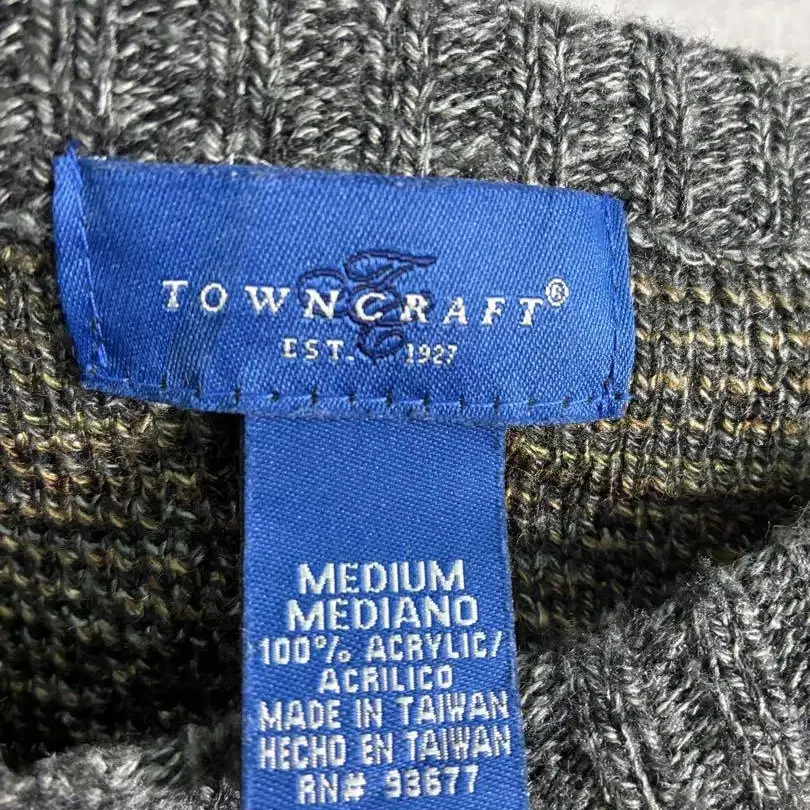 TOWNCRAFT®
EST. 1927
MEDIUM
MEDIANO
100% ACRYLIC/
ACRILICO
MADE IN TAIWAN
HECHO EN TAIWAN
RN# 93677